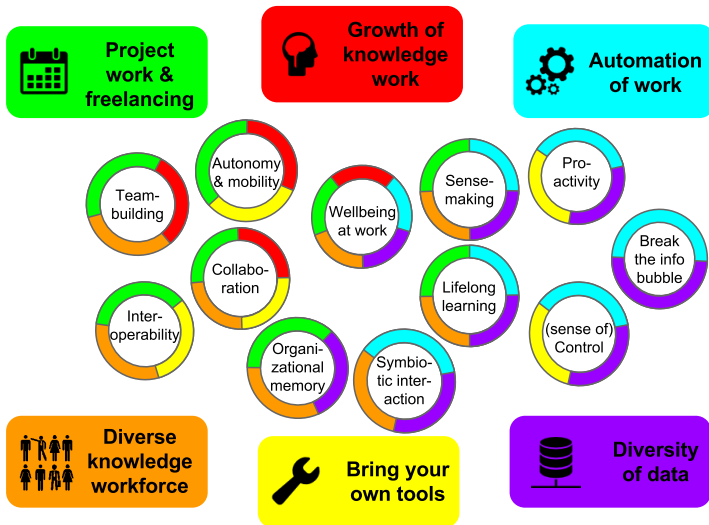 Project
work &
freelancing
Growth of
knowledge
work
Automation
of work
Team-
building
Autonomy
& mobility
Wellbeing
at work
Sense-
making
Pro-
activity
Break
the info
bubble
Collabo-
ration
Lifelong
learning
Inter-
operability
Organi-
zational
memory
Symbio-
tic inter-
action
(sense of)
Control
Diverse
knowledge
workforce
Bring your
own tools
Diversity
of data